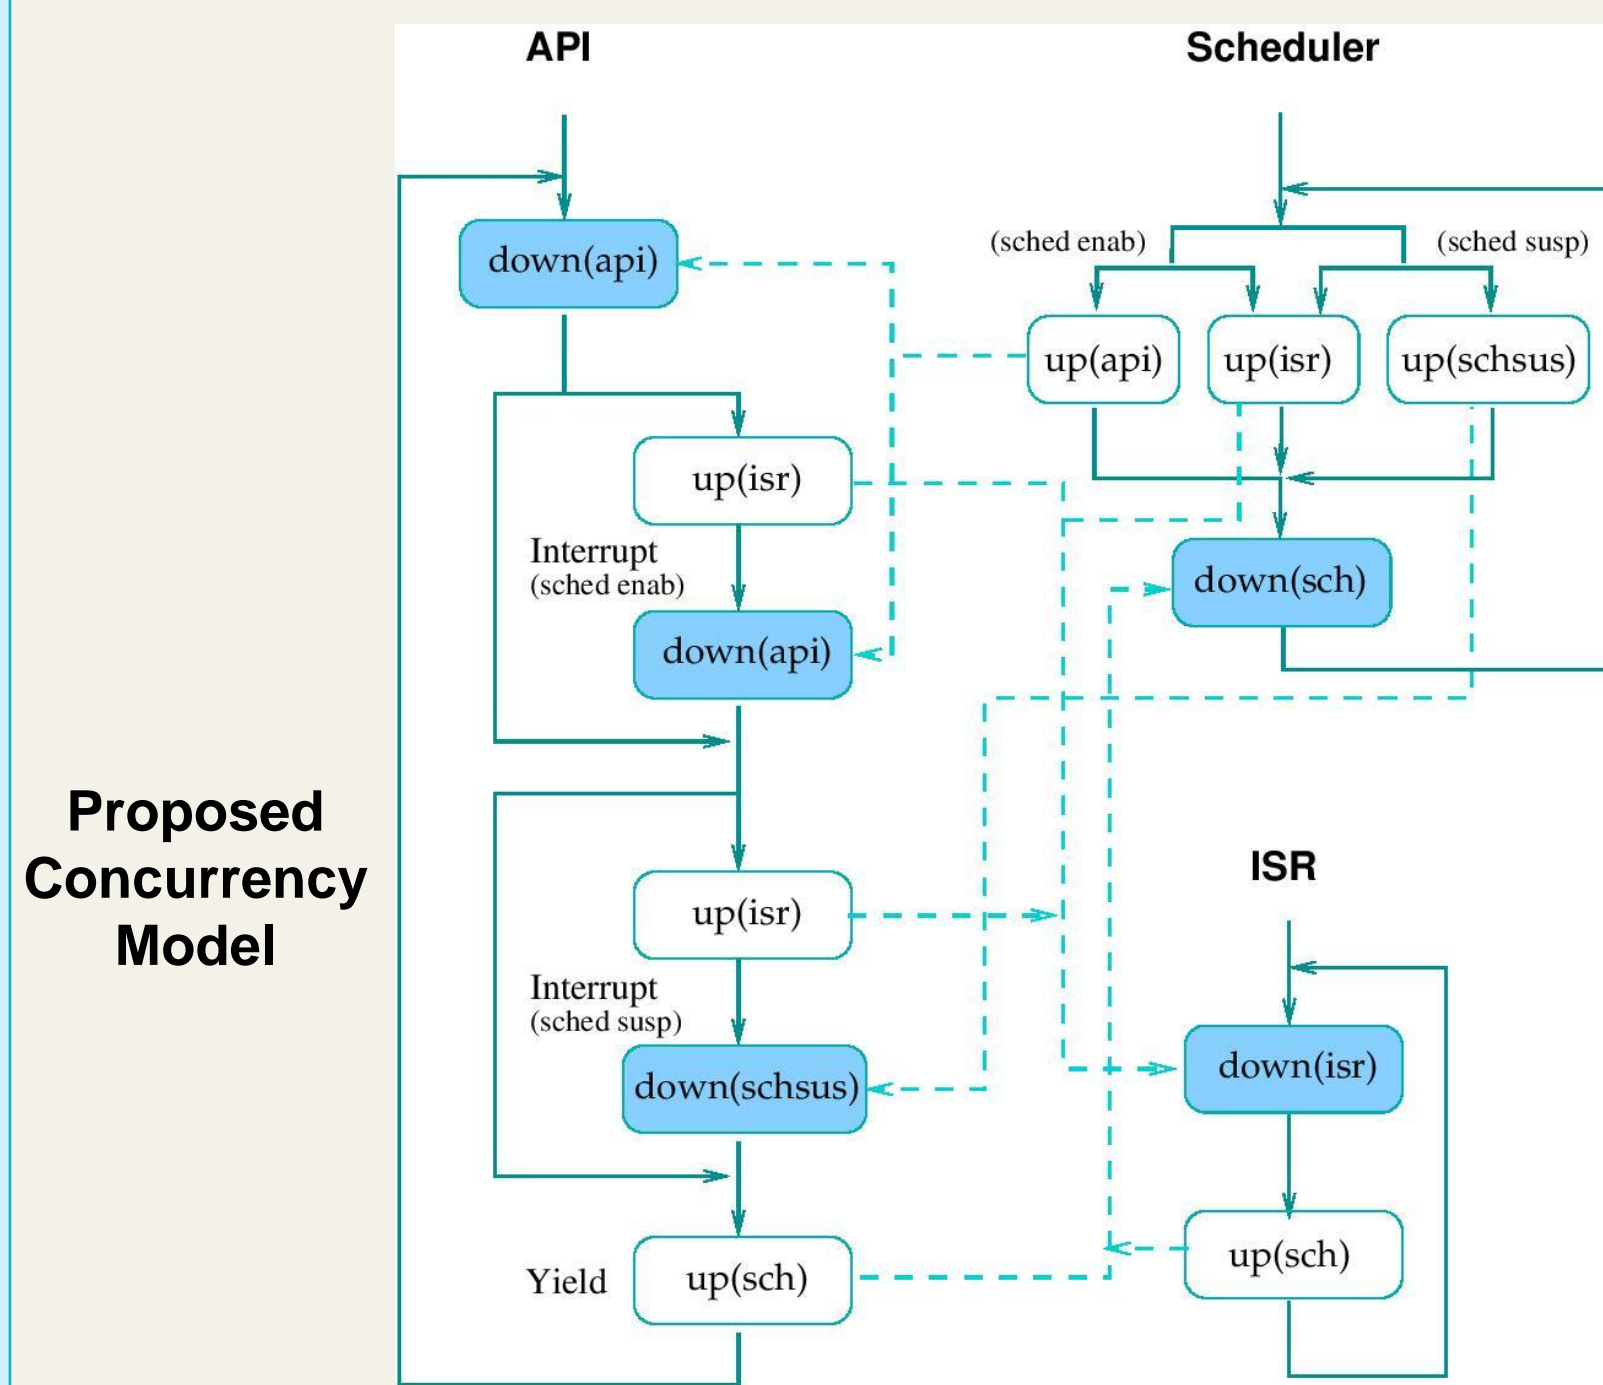 Proposed
Concurrency
Model
API
down(api)
up(isr)
Interrupt
(sched enab)
down(api)
up(isr)
Interrupt
(sched susp)
down(schsus)
Yield
up(sch)
Scheduler
(sched enab)
(sched susp)
up(api)
up(isr)
up(schsus)
down(sch)
ISR
down(isr)
up(sch)